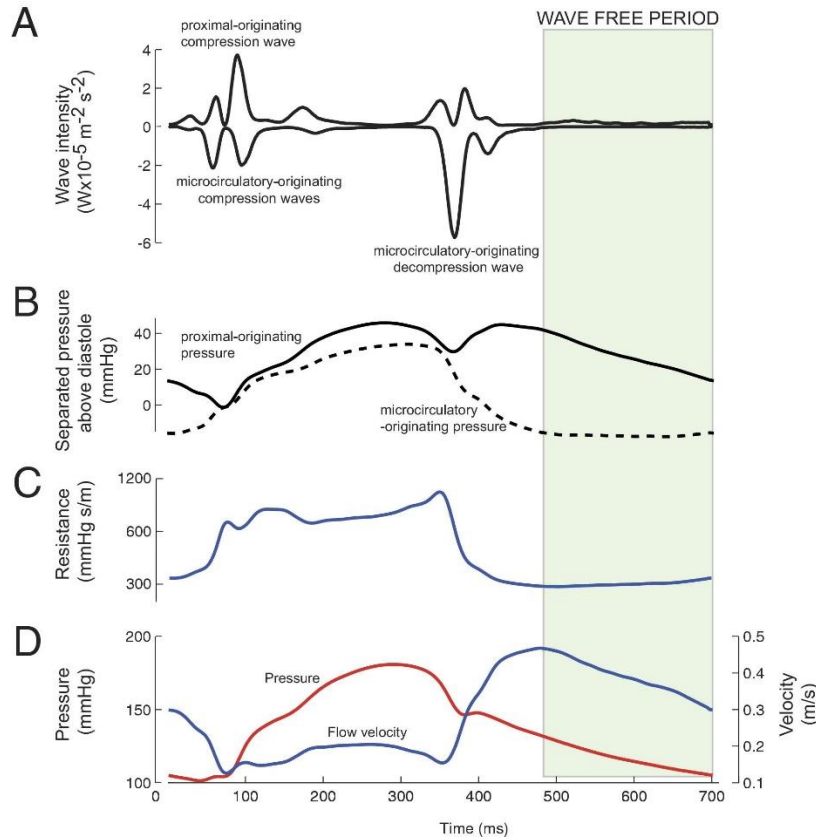 A
WAVE FREE PERIOD
proximal-originating
compression wave
Wave intensity
(Wx10-5 m-2 s-2)
4
2
0
-2
-4
-6
microcirculatory-originating
compression waves
microcirculatory-originating
decompression wave
B
Separated pressure
above diastole
(mmHg)
40
20
0
proximal-originating
pressure
microcirculatory
-originating pressure
C
Resistance
(mmHg s/m)
1200
600
300
D
Pressure
(mmHg)
200
150
100
Pressure
Flow velocity
0.5
0.4
0.3
0.2
0.1
Velocity
(m/s)
0
100
200
300
400
500
600
700
Time (ms)